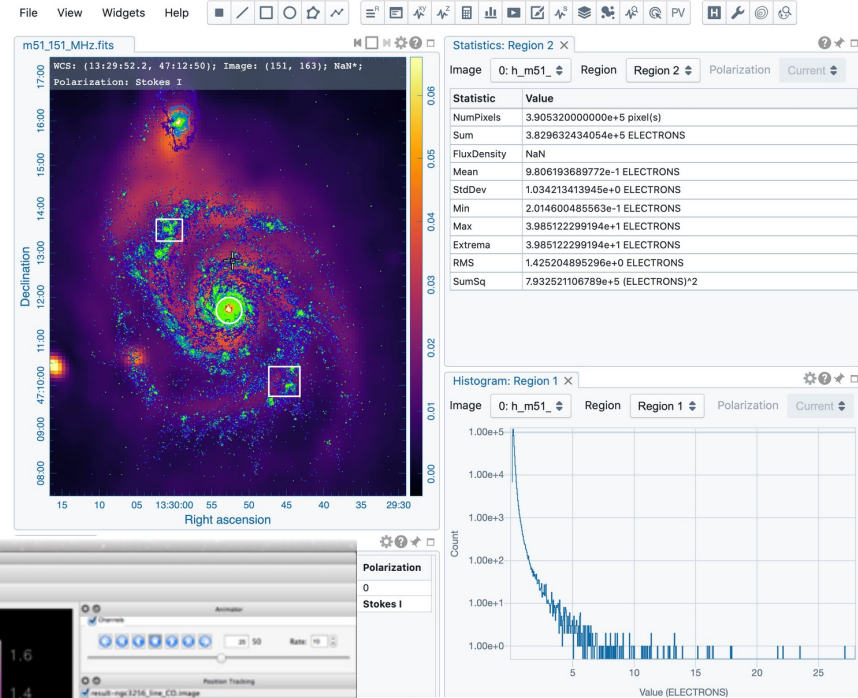 File View Widgets Help
PV H
m51_151_MHz.fits
WCS: (13:29:52.2, 47:12:50); Image: (151, 163); NaN*;
Polarization: Stokes I
17:00
16:00
15:00
14:00
13:00
12:00
11:00
47:10:00
09:00
08:00
Declination
15 10 05 13:30:00 55 50 45 40 35 29:30
Right ascension
0.06
0.05
0.04
0.03
0.02
0.01
0.00
Statistics: Region 2
Image 0: h_m51_ Region Region 2 Polarization Current
Statistic Value
NumPixels 3.905320000000e+5 pixel(s)
Sum 3.829632434054e+5 ELECTRONS
FluxDensity NaN
Mean 9.806193689772e-1 ELECTRONS
StdDev 1.034213413945e+0 ELECTRONS
Min 2.014600485563e-1 ELECTRONS
Max 3.985122299194e+1 ELECTRONS
Extrema 3.985122299194e+1 ELECTRONS
RMS 1.425204895296e+0 ELECTRONS
SumSq 7.932521106789e+5 (ELECTRONS)^2
Histogram: Region 1
Image 0: h_m51_ Region Region 1 Polarization Current
1.00e+5
1.00e+4
1.00e+3
1.00e+2
1.00e+1
1.00e+0
Count
5 10 15 20 25
Value (ELECTRONS)
Polarization
0
Stokes I
Animator
Channels
25 50 Rate: 10
Position Tracking
result-ngc3256_line_CO.image
1.6
1.4